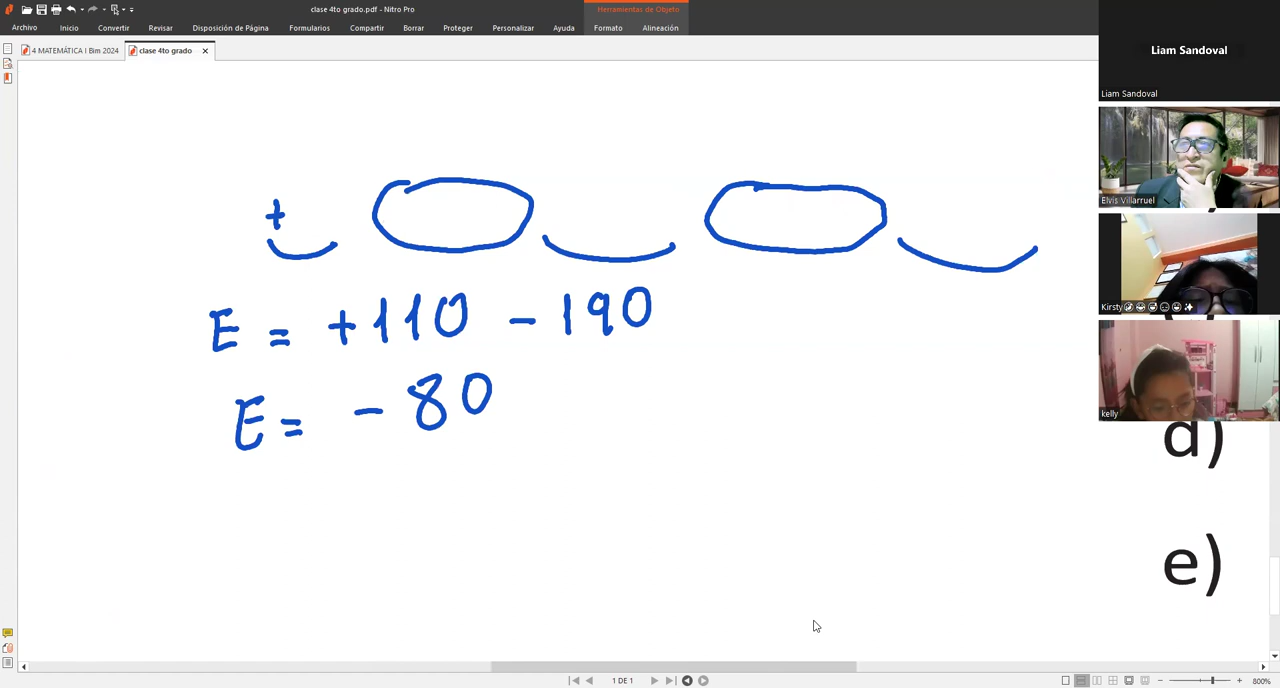 clase 4to grado.pdf - Nitro Pro
Herramientas de Objeto
Archivo Inicio Convertir Revisar Disposición de Página Formularios Compartir Borrar Proteger Personalizar Ayuda Formato Alineación
4 MATEMÁTICA I Bim 2024
clase 4to grado
Liam Sandoval
Liam Sandoval
Elvis Villarruel
Kirsty
kelly
+
E = +110 - 190
E = - 80
d)
e)
1 DE 1
800%